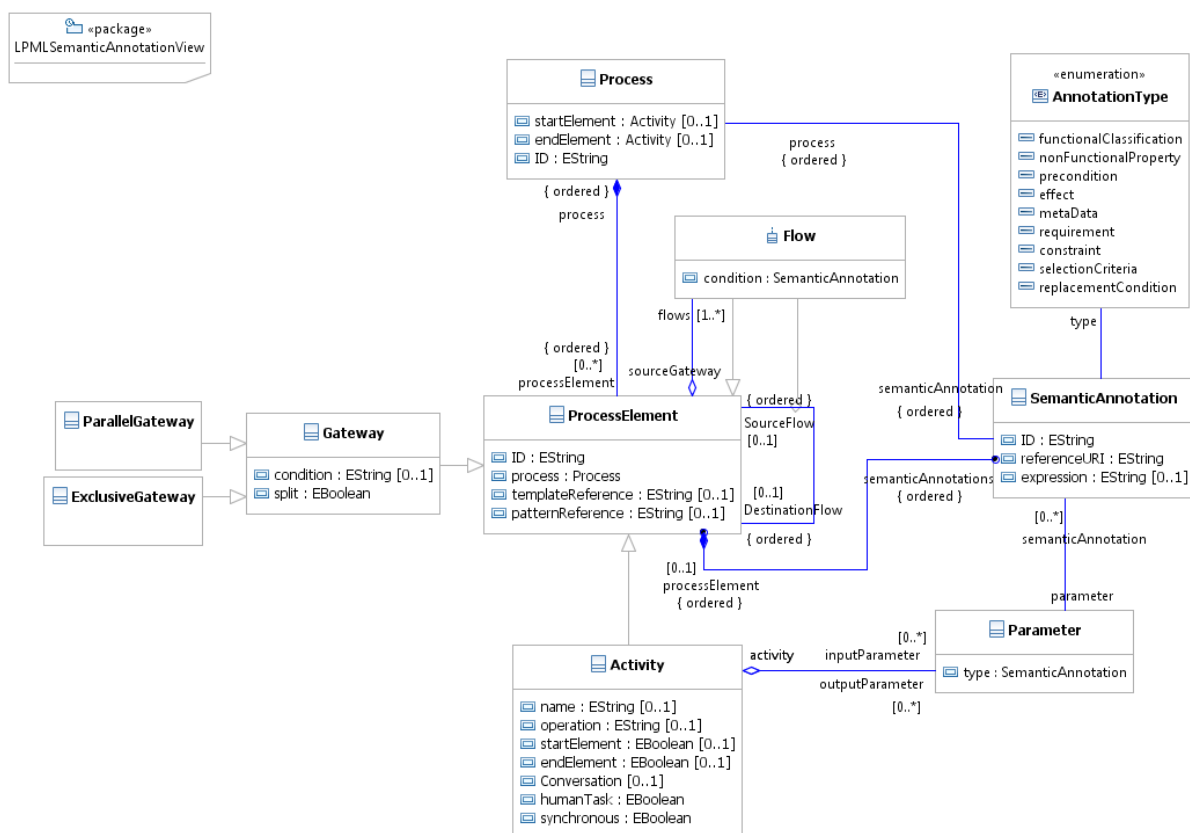 «package»
LPMLSemanticAnnotationView
Process
startElement : Activity [0..1]
endElement : Activity [0..1]
ID : EString
«enumeration»
AnnotationType
functionalClassification
nonFunctionalProperty
precondition
effect
metaData
requirement
constraint
selectionCriteria
replacementCondition
process
{ ordered }
{ ordered }
process
Flow
condition : SemanticAnnotation
flows [1..*]
type
{ ordered }
[0..*]
processElement
sourceGateway
semanticAnnotation
{ ordered }
SemanticAnnotation
ID : EString
referenceURI : EString
expression : EString [0..1]
ParallelGateway
ExclusiveGateway
Gateway
condition : EString [0..1]
split : EBoolean
ProcessElement
ID : EString
process : Process
templateReference : EString [0..1]
patternReference : EString [0..1]
{ ordered }
SourceFlow
[0..1]
[0..1]
DestinationFlow
{ ordered }
semanticAnnotations
{ ordered }
[0..*]
semanticAnnotation
[0..1]
processElement
{ ordered }
parameter
Parameter
type : SemanticAnnotation
[0..*]
inputParameter
activity
outputParameter
[0..*]
Activity
name : EString [0..1]
operation : EString [0..1]
startElement : EBoolean [0..1]
endElement : EBoolean [0..1]
Conversation [0..1]
humanTask : EBoolean
synchronous : EBoolean